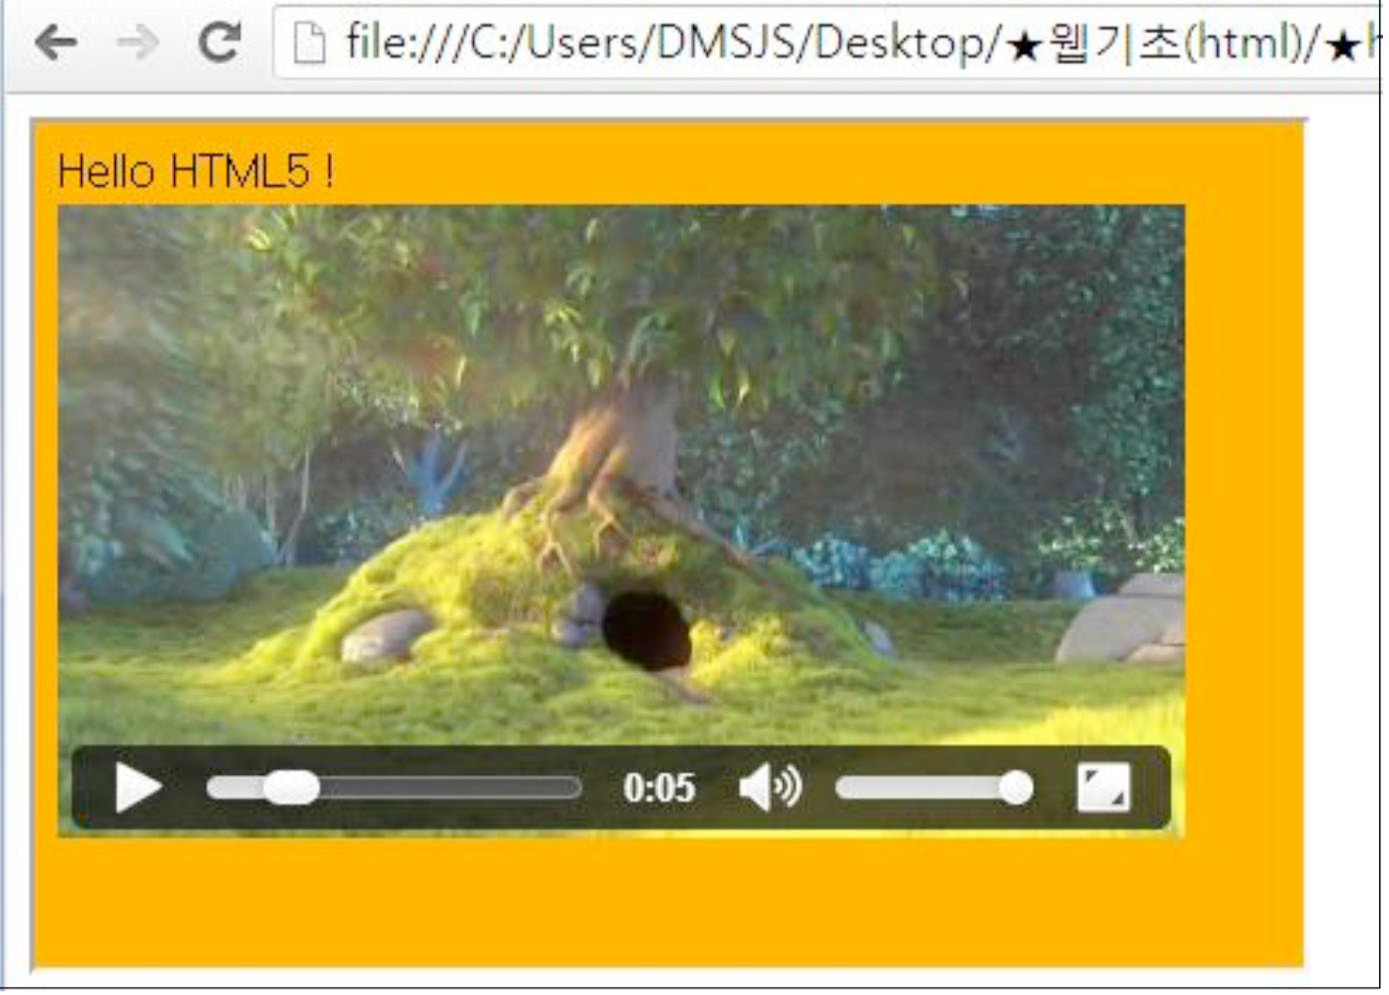 file:///C:/Users/DMSJS/Desktop/★웹기초(html)/★h
Hello HTML5 !
0:05